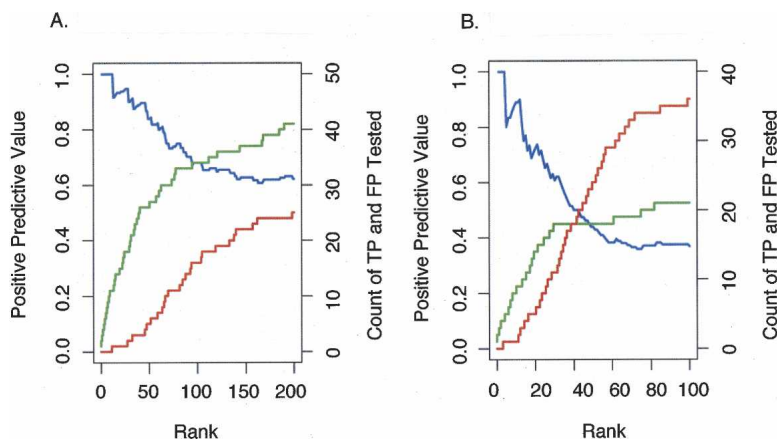 A.
Positive Predictive Value
1.0
0.8
0.6
0.4
0.2
0.0
50
40
30
20
10
0
Count of TP and FP Tested
0 50 100 150 200
Rank
B.
Positive Predictive Value
1.0
0.8
0.6
0.4
0.2
0.0
40
30
20
10
0
Count of TP and FP Tested
0 20 40 60 80 100
Rank